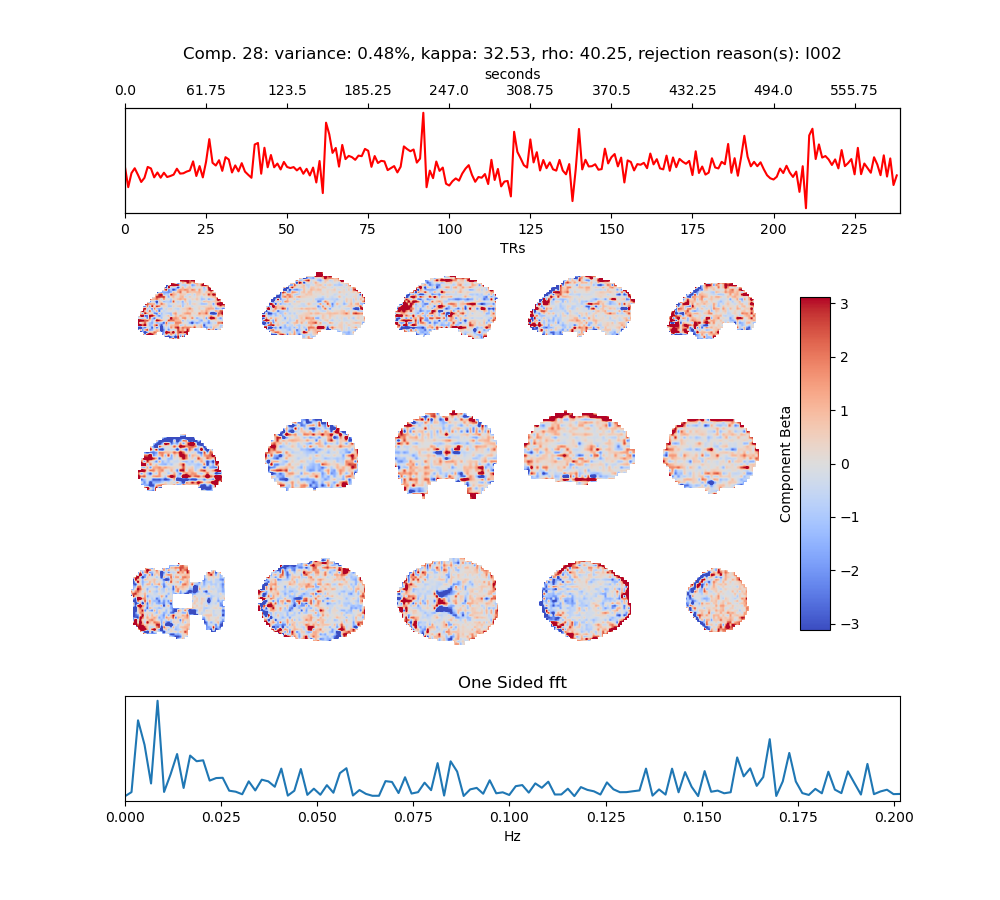 Comp. 28: variance: 0.48%, kappa: 32.53, rho: 40.25, rejection reason(s): I002
seconds
0.0 61.75 123.5 185.25 247.0 308.75 370.5 432.25 494.0 555.75
0 25 50 75 100 125 150 175 200 225
TRs
3
2
1
0
−1
−2
−3
Component Beta
One Sided fft
0.000 0.025 0.050 0.075 0.100 0.125 0.150 0.175 0.200
Hz